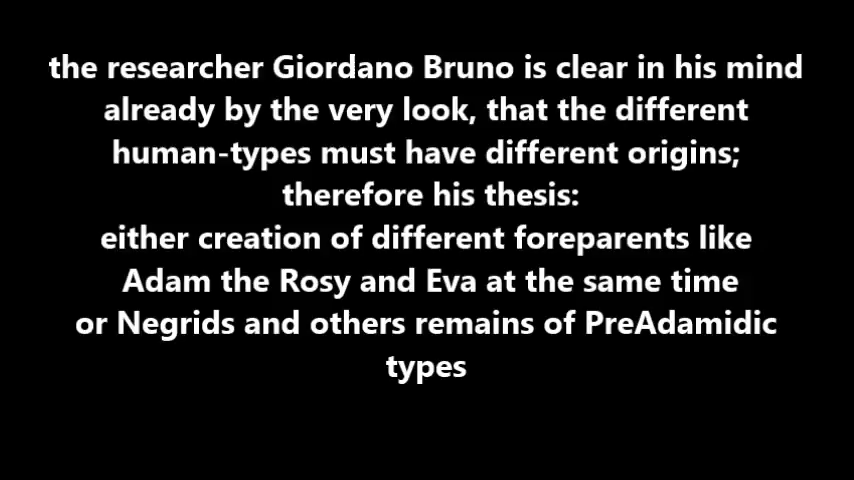 the researcher Giordano Bruno is clear in his mind
already by the very look, that the different
human-types must have different origins;
therefore his thesis:
either creation of different foreparents like
Adam the Rosy and Eva at the same time
or Negrids and others remains of PreAdamidic
types